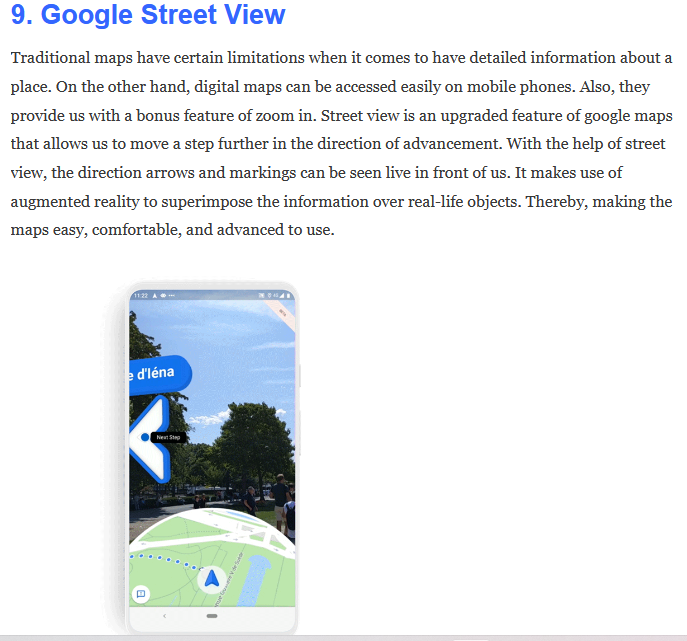 9. Google Street View
Traditional maps have certain limitations when it comes to have detailed information about a
place. On the other hand, digital maps can be accessed easily on mobile phones. Also, they
provide us with a bonus feature of zoom in. Street view is an upgraded feature of google maps
that allows us to move a step further in the direction of advancement. With the help of street
view, the direction arrows and markings can be seen live in front of us. It makes use of
augmented reality to superimpose the information over real-life objects. Thereby, making the
maps easy, comfortable, and advanced to use.
11:22
e d'Iéna
Next Step